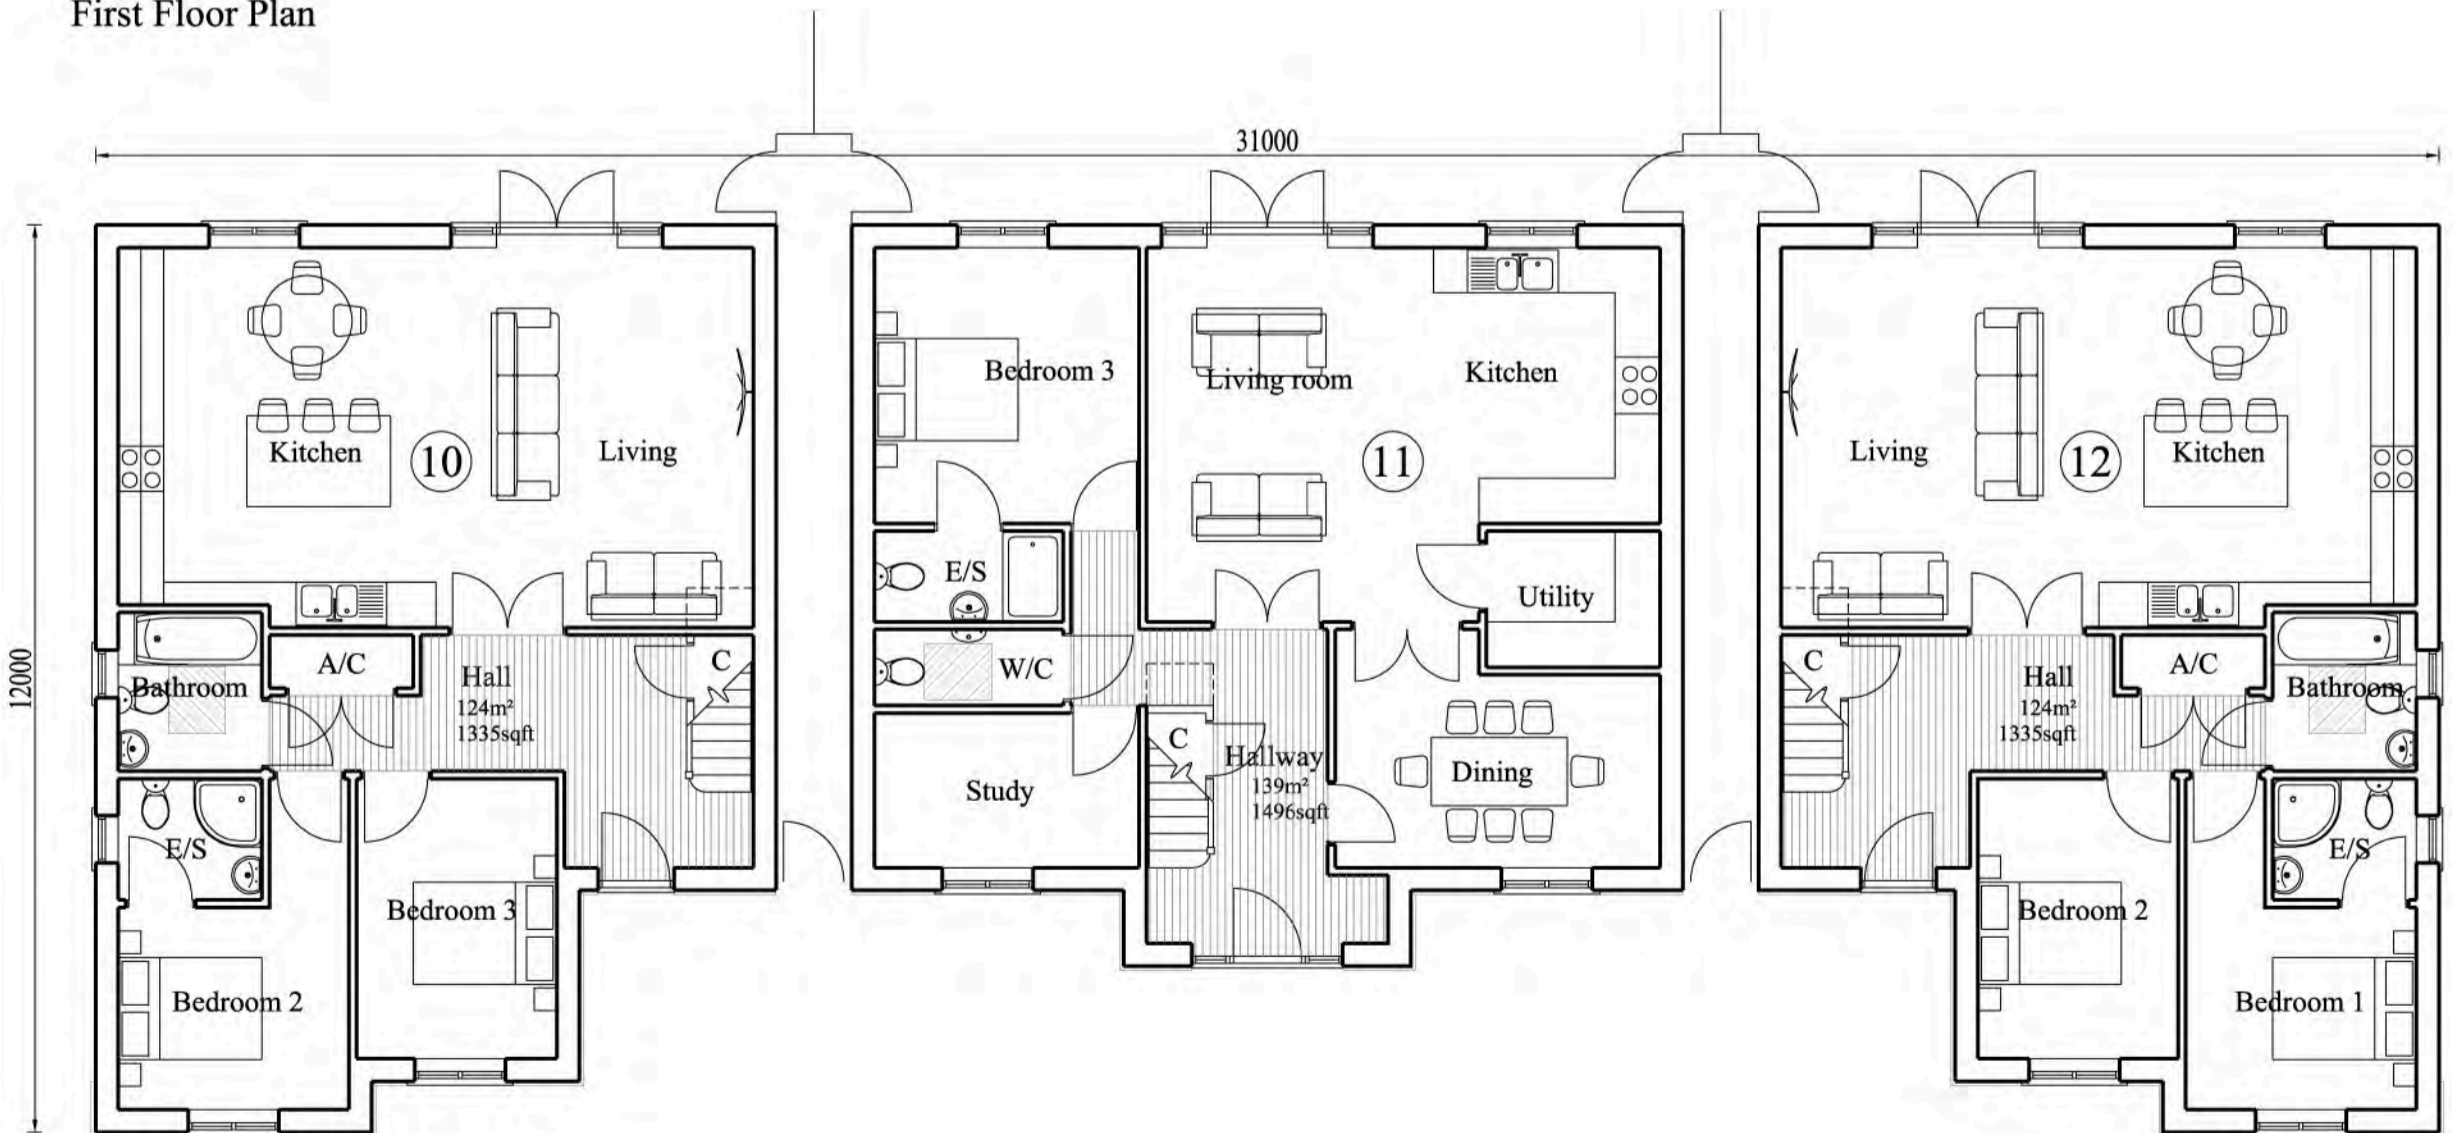 First Floor Plan
31000
12000
Kitchen
10
Living
Bathroom
A/C
Hall
124m²
1335sqft
C
E/S
Bedroom 3
Bedroom 2
Bedroom 3
Living room
Kitchen
11
E/S
Utility
W/C
Study
C
Hallway
139m²
1496sqft
Dining
Living
12
Kitchen
C
Hall
124m²
1335sqft
A/C
Bathroom
E/S
Bedroom 2
Bedroom 1